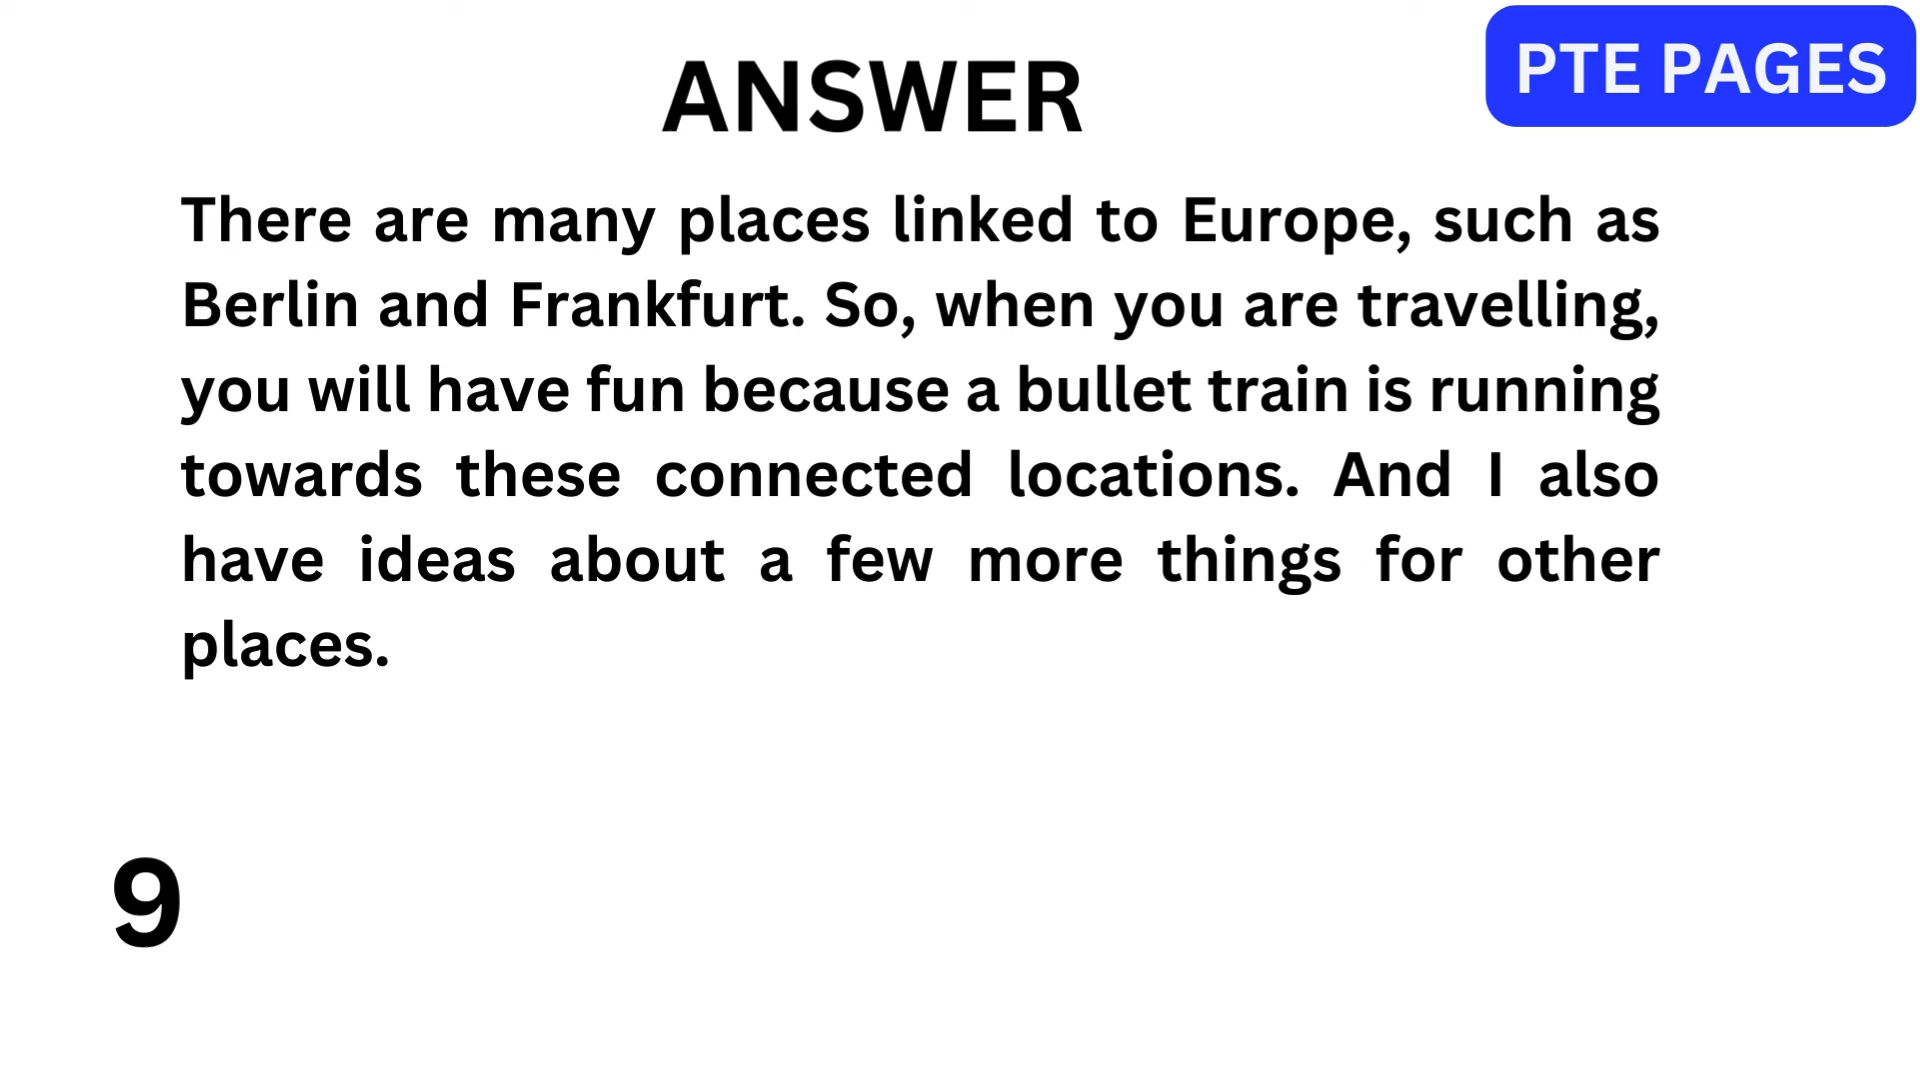 PTE PAGES
ANSWER
There are many places linked to Europe, such as
Berlin and Frankfurt. So, when you are travelling,
you will have fun because a bullet train is running
towards these connected locations. And I also
have ideas about a few more things for other
places.
9